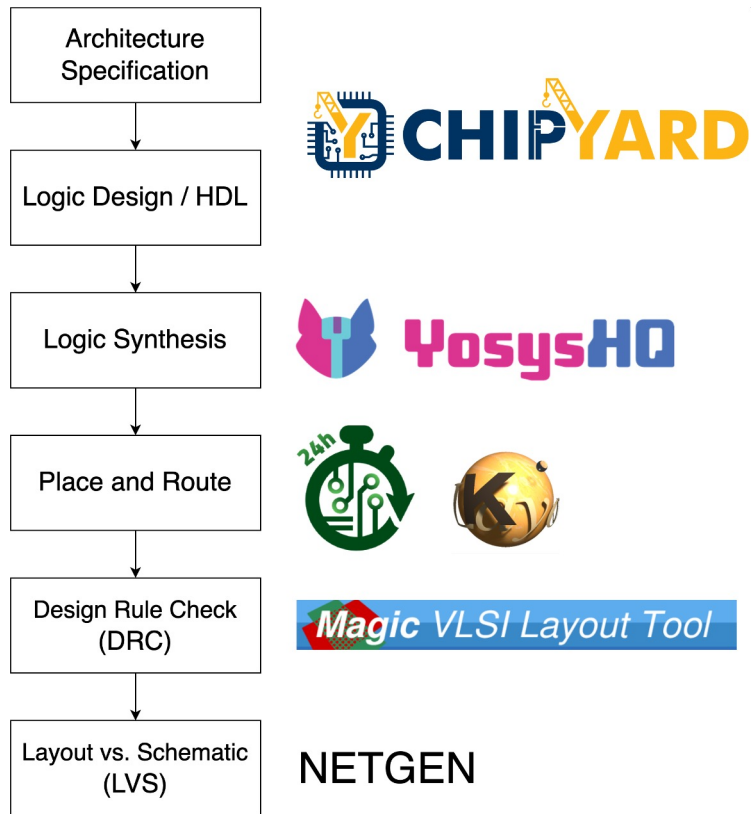 Architecture
Specification
CHIPYARD
Logic Design / HDL
Logic Synthesis
YosysHQ
24h
Place and Route
K
Design Rule Check
(DRC)
Magic VLSI Layout Tool
Layout vs. Schematic
(LVS)
NETGEN